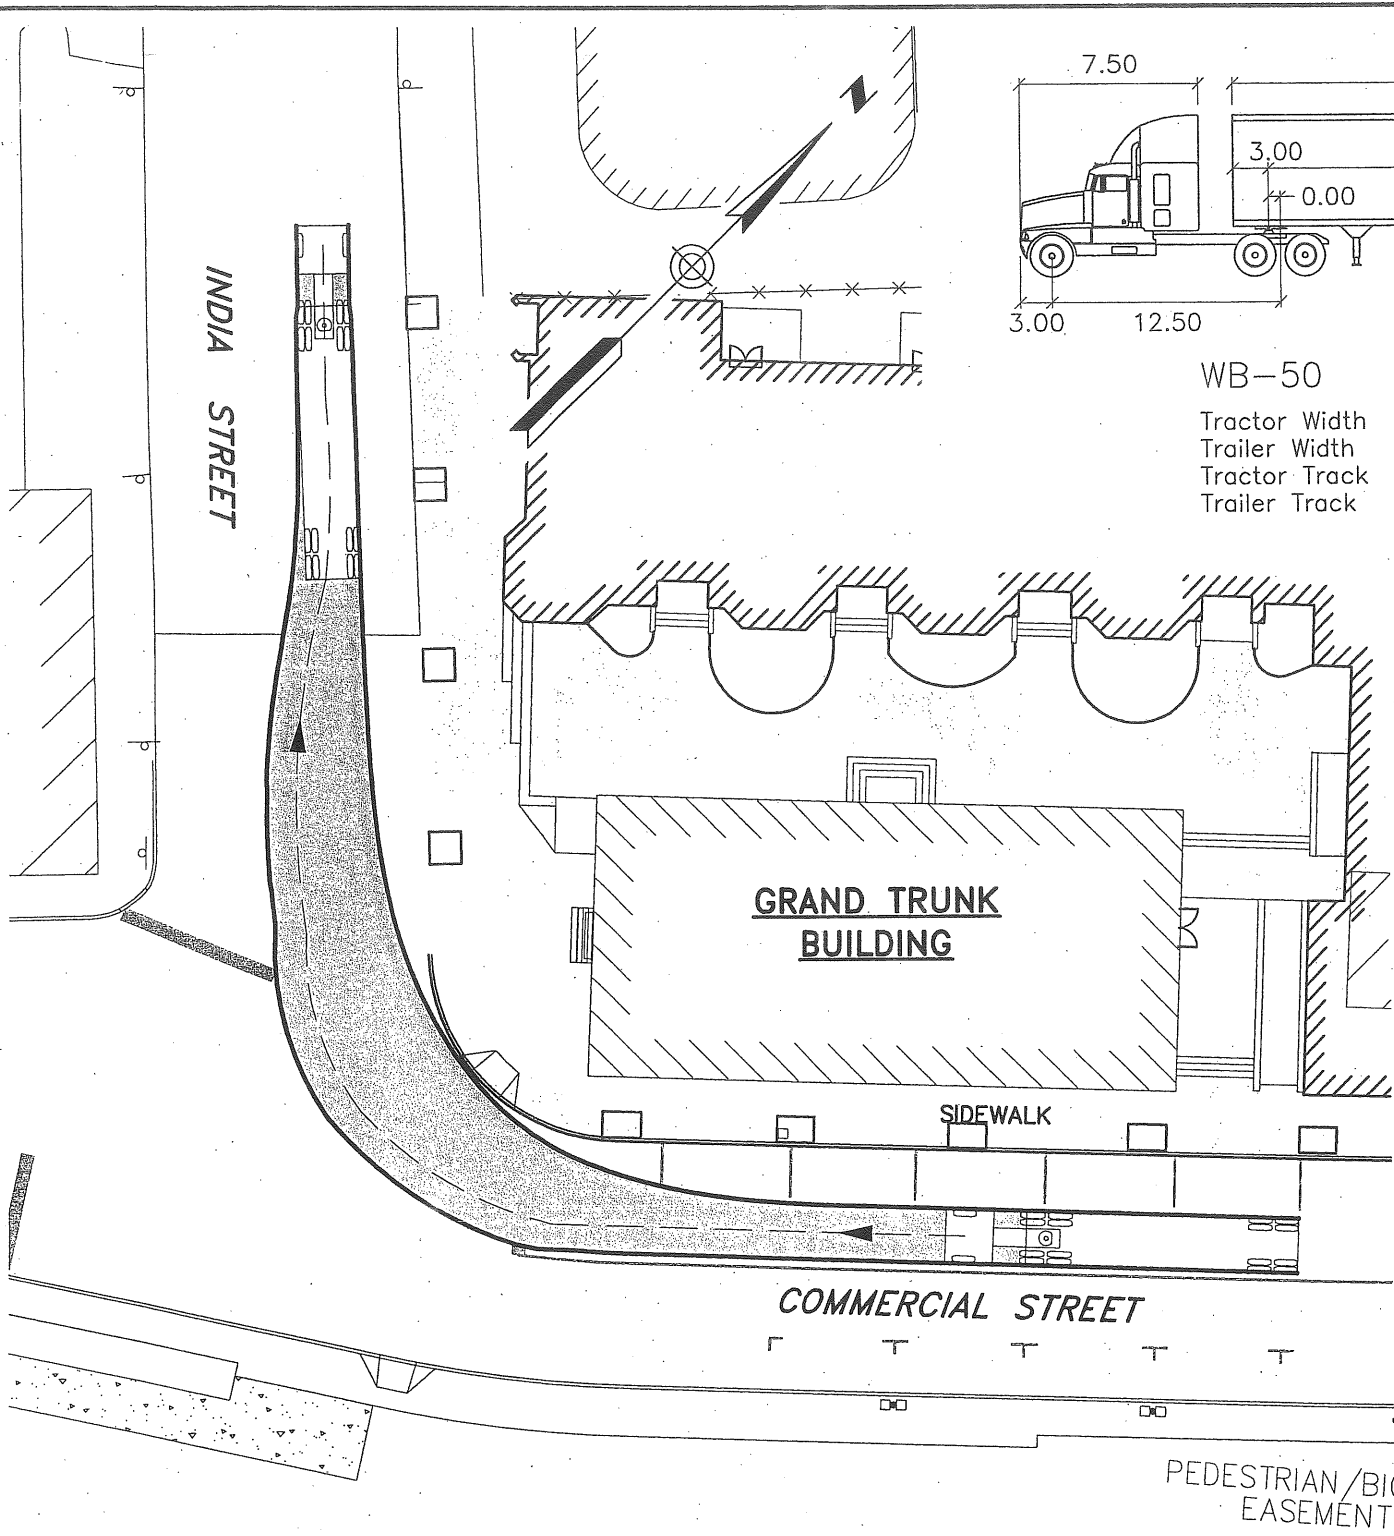 7.50
3.00
0.00
3.00
12.50
WB-50
Tractor Width
Trailer Width
Tractor Track
Trailer Track
N
INDIA STREET
GRAND TRUNK
BUILDING
SIDEWALK
COMMERCIAL STREET
PEDESTRIAN/BIC
EASEMENT